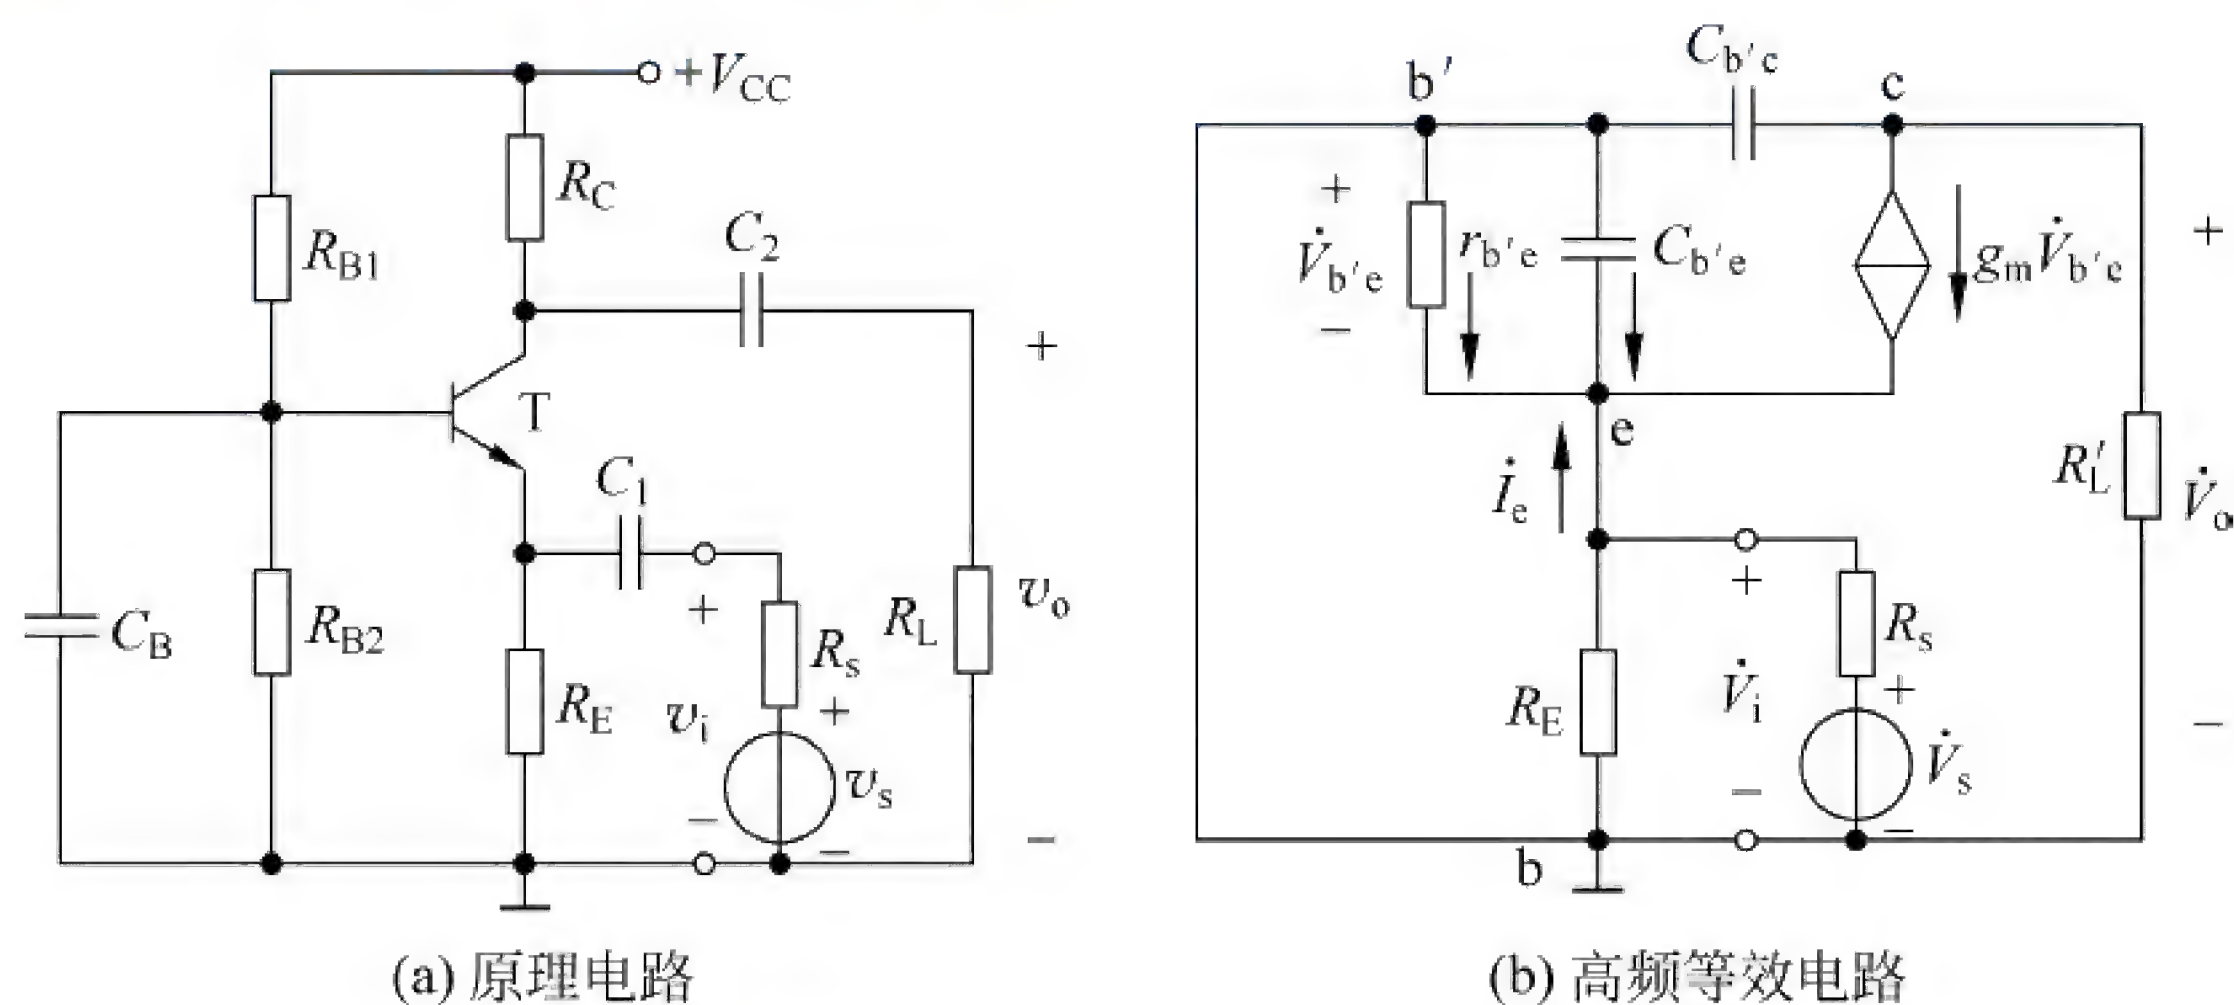 +V_CC
R_C
R_B1
C_2
T
C_1
+
R_s
R_L
v_o
C_B
R_B2
R_E
v_i
+
+
v_s
−
−
−
(a) 原理电路
C_b′c
b′
c
+
V̇_b′e
−
r_b′e
C_b′e
g_m V̇_b′e
+
e
İ_e
R′_L
V̇_o
+
R_s
R_E
V̇_i
+
V̇_s
−
−
−
b
(b) 高频等效电路